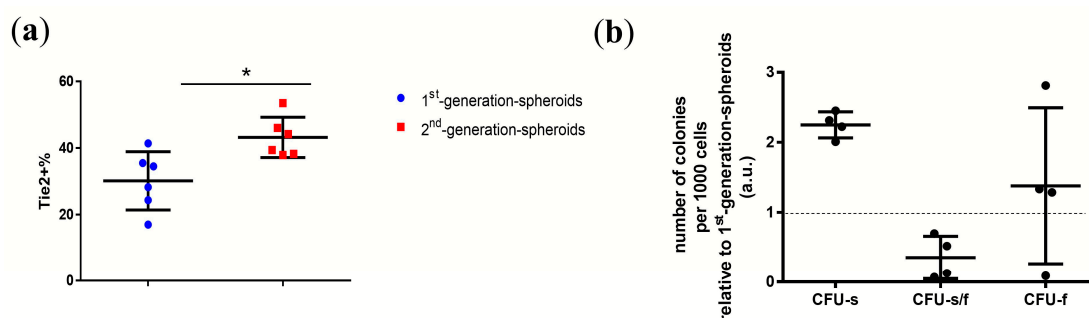 (a)
60
40
20
0
Tie2+%
*
1st-generation-spheroids
2nd-generation-spheroids
(b)
number of colonies
per 1000 cells
relative to 1st-generation-spheroids
(a.u.)
3
2
1
0
CFU-s
CFU-s/f
CFU-f